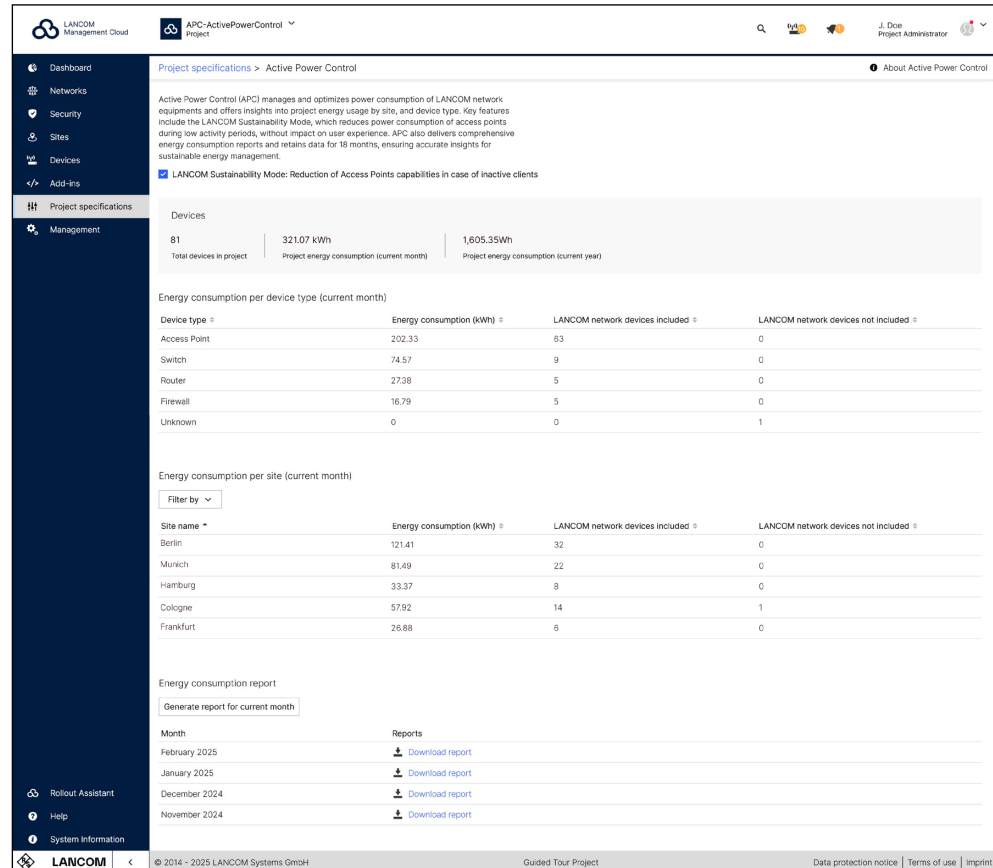 LANCOM
Management Cloud
APC-ActivePowerControl
Project
J. Doe
Project Administrator
Dashboard
Networks
Security
Sites
Devices
Add-ins
Project specifications
Management
Rollout Assistant
Help
System Information
LANCOM
Project specifications > Active Power Control
About Active Power Control
Active Power Control (APC) manages and optimizes power consumption of LANCOM network
equipments and offers insights into project energy usage by site, and device type. Key features
include the LANCOM Sustainability Mode, which reduces power consumption of access points
during low activity periods, without impact on user experience. APC also delivers comprehensive
energy consumption reports and retains data for 18 months, ensuring accurate insights for
sustainable energy management.
LANCOM Sustainability Mode: Reduction of Access Points capabilities in case of inactive clients
Devices
81 321.07 kWh 1,605.35Wh
Total devices in project Project energy consumption (current month) Project energy consumption (current year)
Energy consumption per device type (current month)
Device type Energy consumption (kWh) LANCOM network devices included LANCOM network devices not included
Access Point 202.33 63 0
Switch 74.57 9 0
Router 27.38 5 0
Firewall 16.79 5 0
Unknown 0 0 1
Energy consumption per site (current month)
Filter by
Site name Energy consumption (kWh) LANCOM network devices included LANCOM network devices not included
Berlin 121.41 32 0
Munich 81.49 22 0
Hamburg 33.37 8 0
Cologne 57.92 14 1
Frankfurt 26.88 6 0
Energy consumption report
Generate report for current month
Month Reports
February 2025 Download report
January 2025 Download report
December 2024 Download report
November 2024 Download report
© 2014 - 2025 LANCOM Systems GmbH Guided Tour Project Data protection notice | Terms of use | Imprint